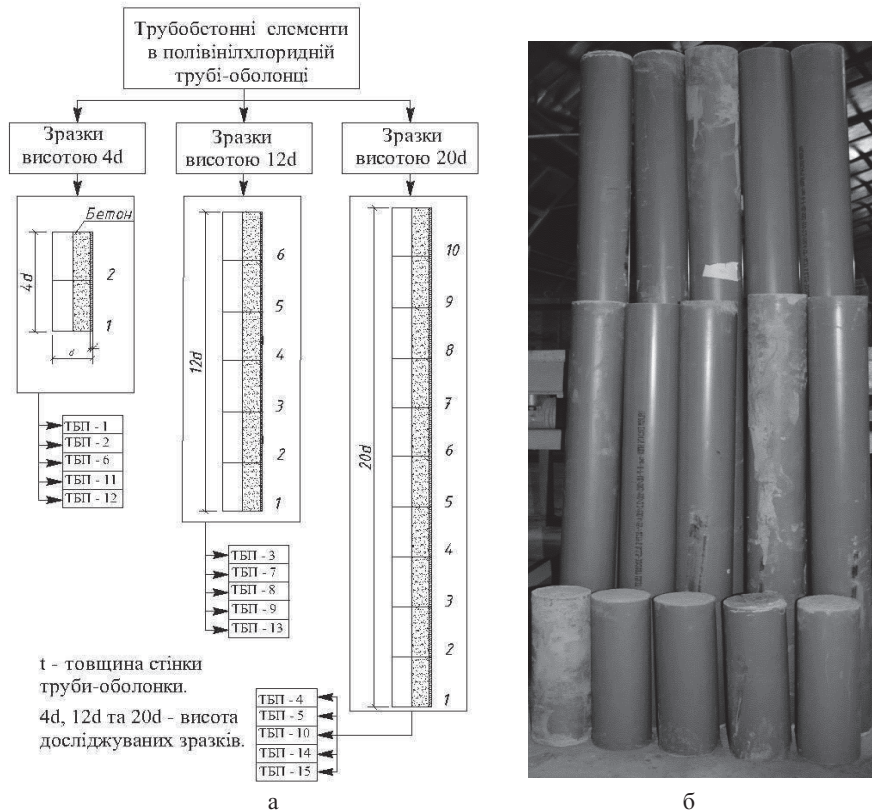 Трубобетонні елементи
в полівінілхлоридній
трубі-оболонці
Зразки
висотою 4d
Зразки
висотою 12d
Зразки
висотою 20d
Бетон
4d
2
1
d
12d
6
5
4
3
2
1
20d
10
9
8
7
6
5
4
3
2
1
ТБП - 1
ТБП - 2
ТБП - 6
ТБП - 11
ТБП - 12
ТБП - 3
ТБП - 7
ТБП - 8
ТБП - 9
ТБП - 13
t - товщина стінки
труби-оболонки.
4d, 12d та 20d - висота
досліджуваних зразків.
ТБП - 4
ТБП - 5
ТБП - 10
ТБП - 14
ТБП - 15
а
б